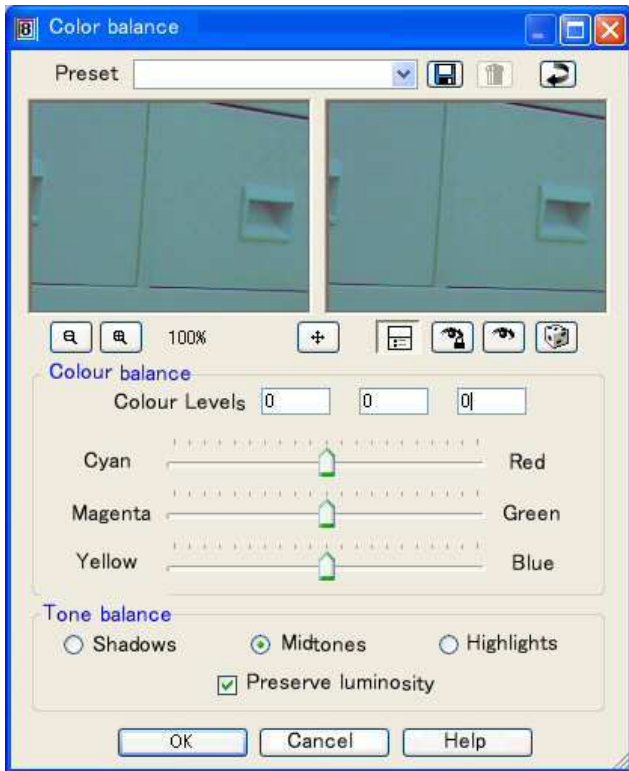 8 Color balance
Preset
100%
Colour balance
Colour Levels 0 0 0
Cyan Red
Magenta Green
Yellow Blue
Tone balance
Shadows Midtones Highlights
Preserve luminosity
OK Cancel Help